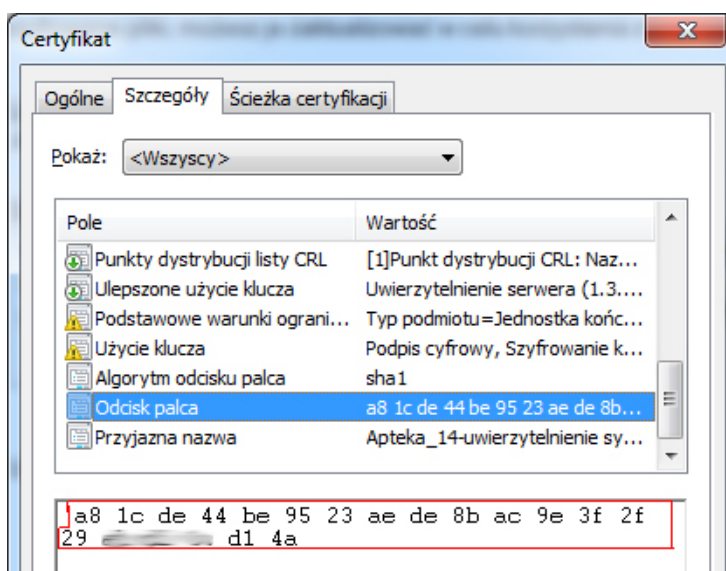 Certyfikat
Ogólne Szczegóły Ścieżka certyfikacji
Pokaż: <Wszyscy>
Pole Wartość
Punkty dystrybucji listy CRL [1]Punkt dystrybucji CRL: Naz...
Ulepszone użycie klucza Uwierzytelnienie serwera (1.3....
Podstawowe warunki ograni... Typ podmiotu=Jednostka końc...
Użycie klucza Podpis cyfrowy, Szyfrowanie k...
Algorytm odcisku palca sha1
Odcisk palca a8 1c de 44 be 95 23 ae de 8b...
Przyjazna nazwa Apteka_14-uwierzytelnienie sy...
a8 1c de 44 be 95 23 ae de 8b ac 9e 3f 2f
29 d1 4a